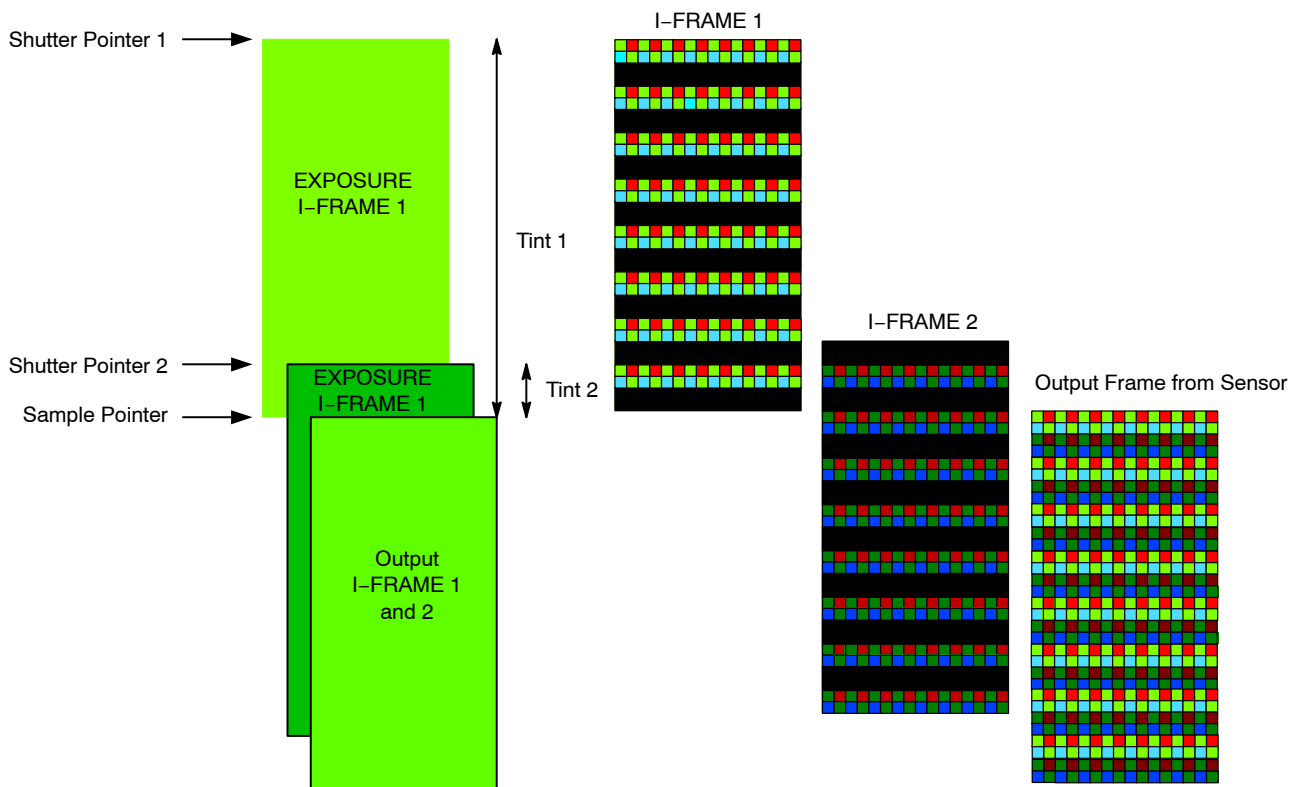 I−FRAME 1
Shutter Pointer 1
EXPOSURE
I−FRAME 1
Tint 1
I−FRAME 2
Shutter Pointer 2
EXPOSURE
I−FRAME 1
Tint 2
Output Frame from Sensor
Sample Pointer
Output
I−FRAME 1
and 2